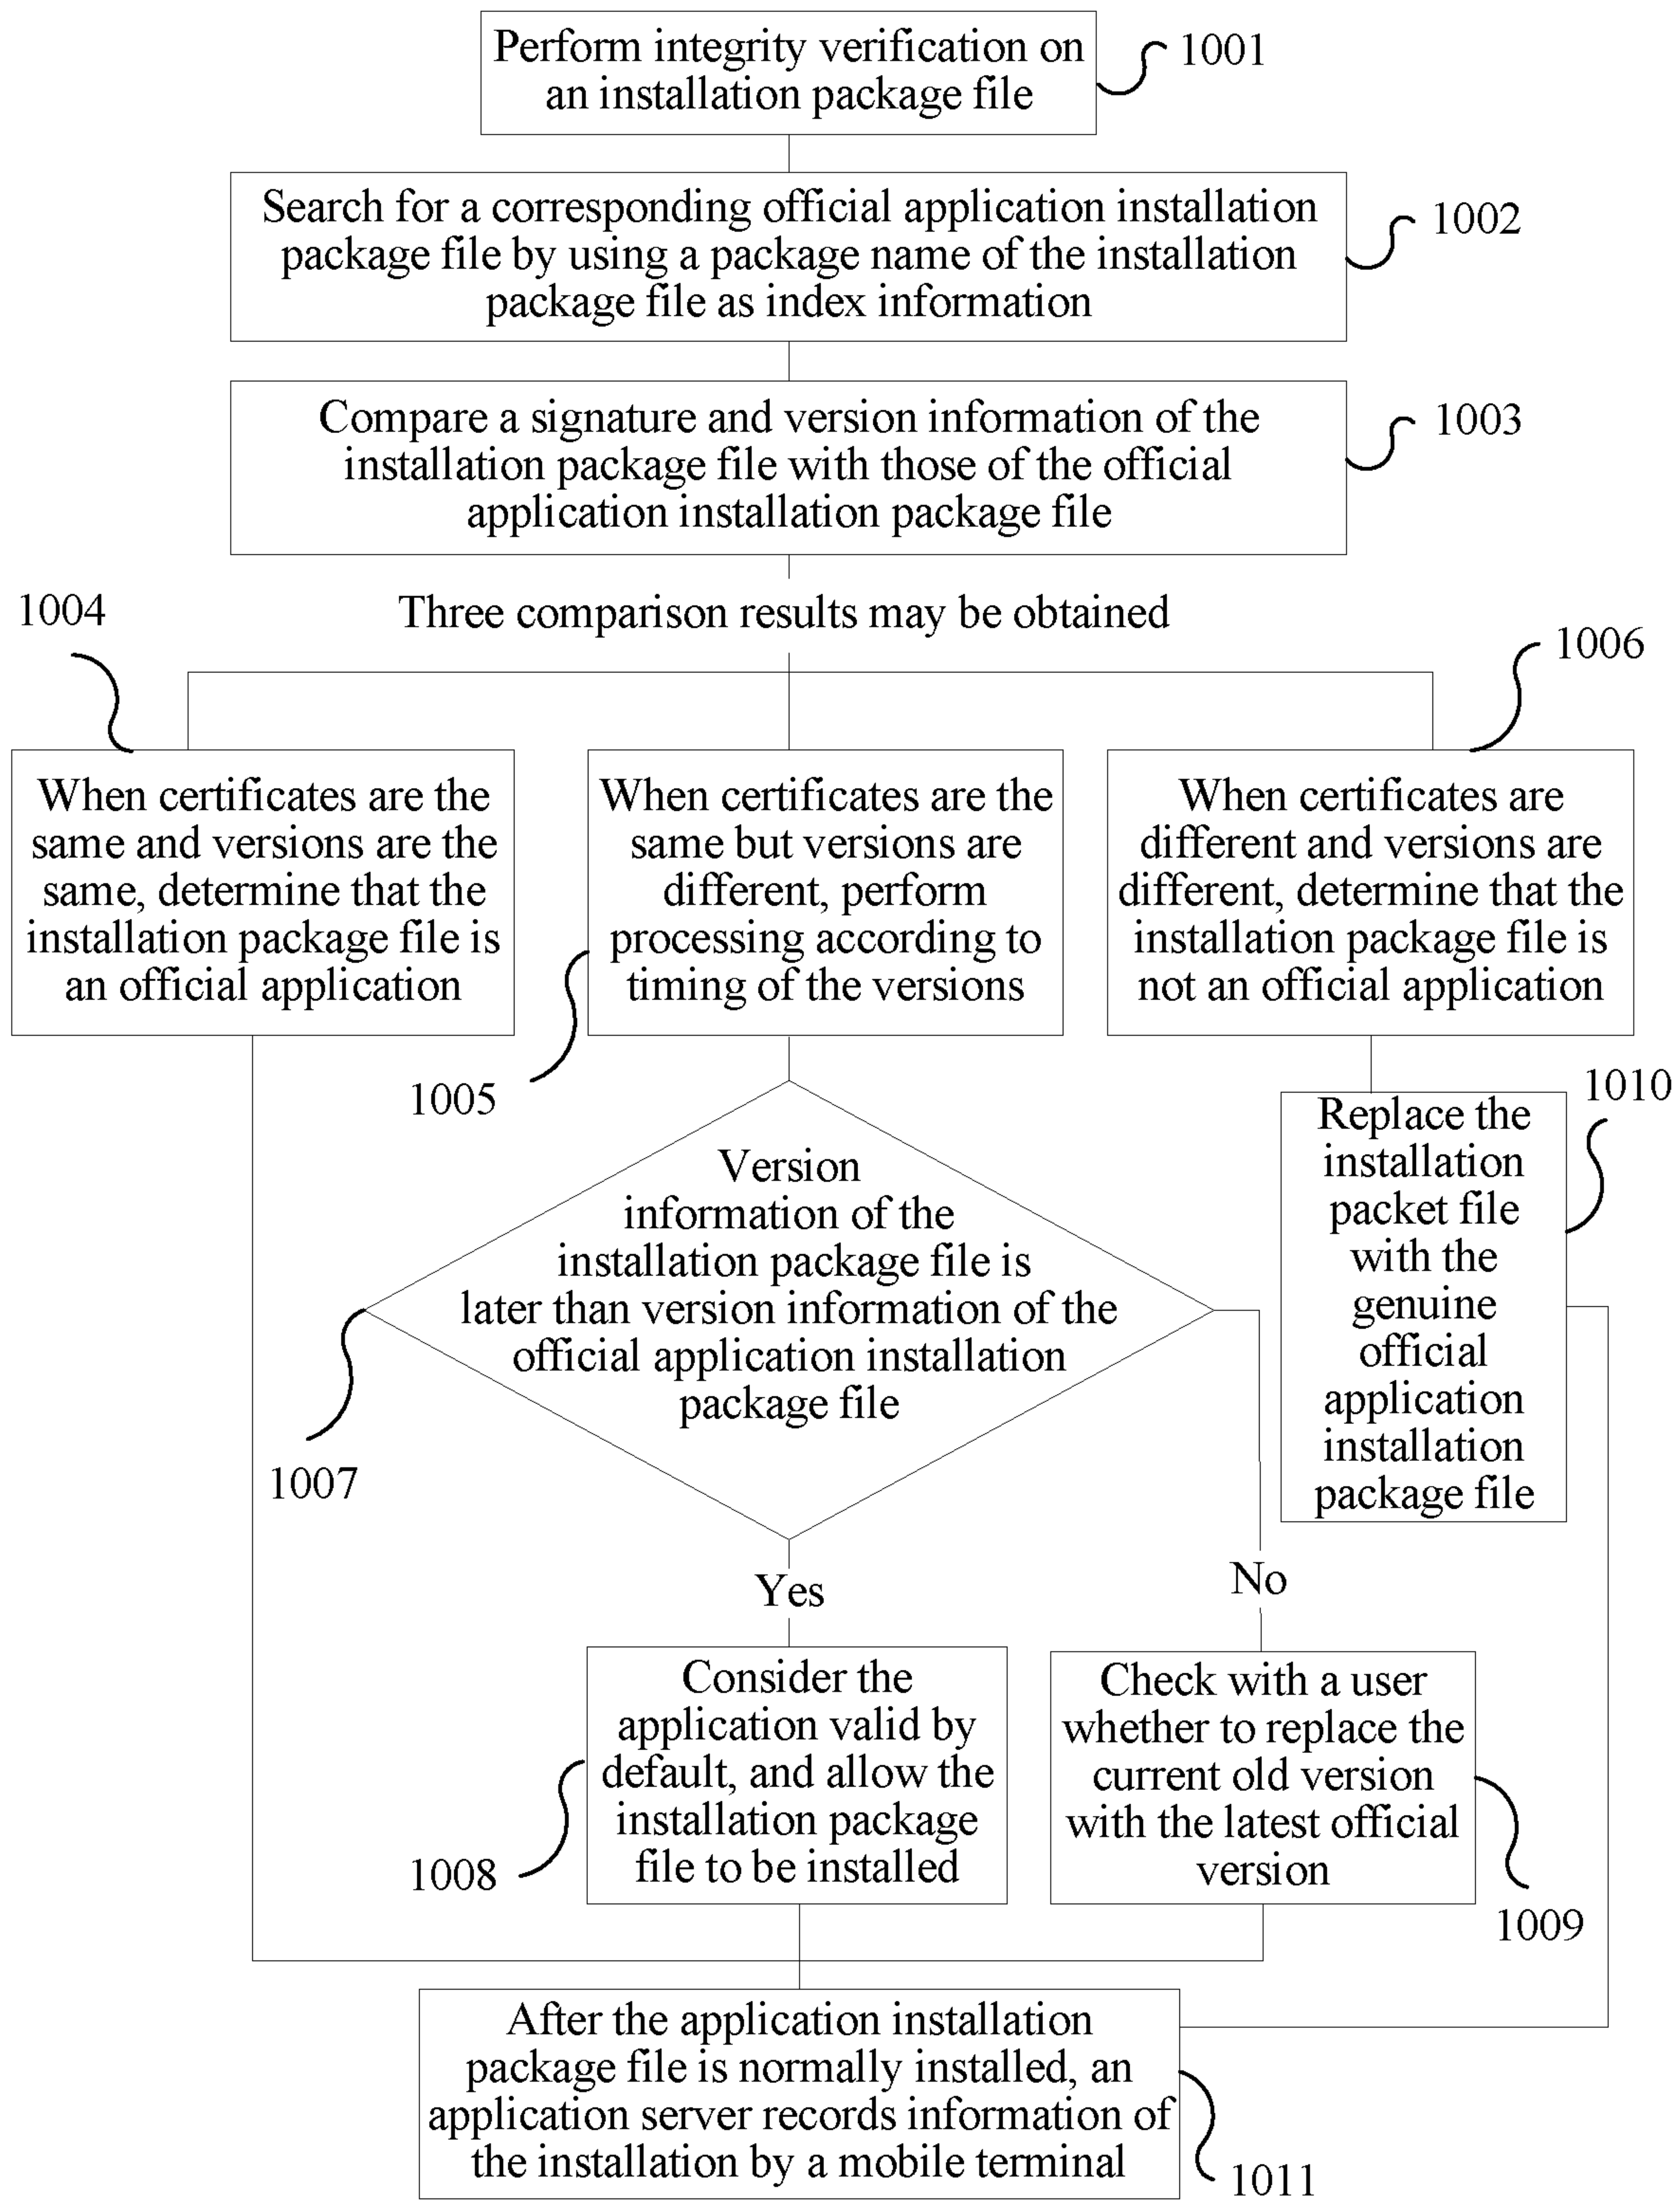 Perform integrity verification on
an installation package file
1001
Search for a corresponding official application installation
package file by using a package name of the installation
package file as index information
1002
Compare a signature and version information of the
installation package file with those of the official
application installation package file
1003
Three comparison results may be obtained
1004
When certificates are the
same and versions are the
same, determine that the
installation package file is
an official application
When certificates are the
same but versions are
different, perform
processing according to
timing of the versions
1005
1006
When certificates are
different and versions are
different, determine that the
installation package file is
not an official application
Version
information of the
installation package file is
later than version information of the
official application installation
package file
1007
1010
Replace the
installation
packet file
with the
genuine
official
application
installation
package file
Yes
No
Consider the
application valid by
default, and allow the
installation package
file to be installed
1008
Check with a user
whether to replace the
current old version
with the latest official
version
1009
After the application installation
package file is normally installed, an
application server records information of
the installation by a mobile terminal
1011